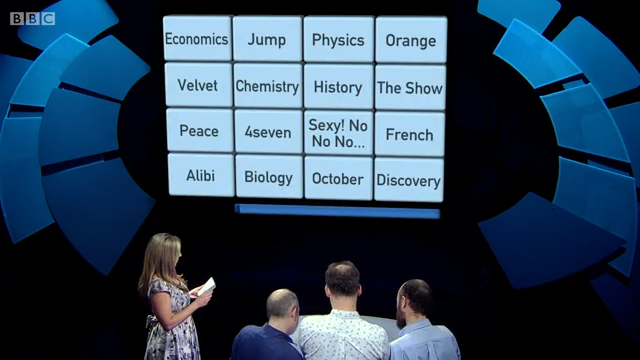 BBC
Economics
Jump
Physics
Orange
Velvet
Chemistry
History
The Show
Peace
4seven
Sexy! No
No No...
French
Alibi
Biology
October
Discovery